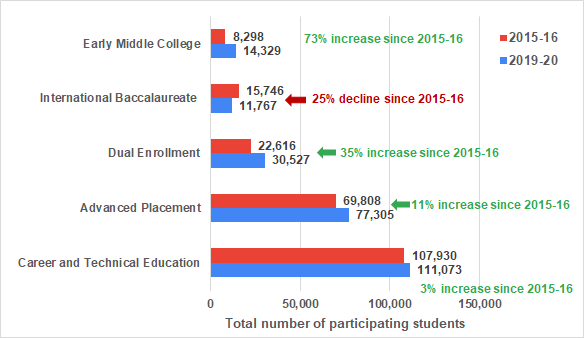 Early Middle College
8,298
14,329
73% increase since 2015-16
2015-16
2019-20
International Baccalaureate
15,746
11,767
25% decline since 2015-16
Dual Enrollment
22,616
30,527
35% increase since 2015-16
Advanced Placement
69,808
77,305
11% increase since 2015-16
Career and Technical Education
107,930
111,073
3% increase since 2015-16
0
50,000
100,000
150,000
Total number of participating students